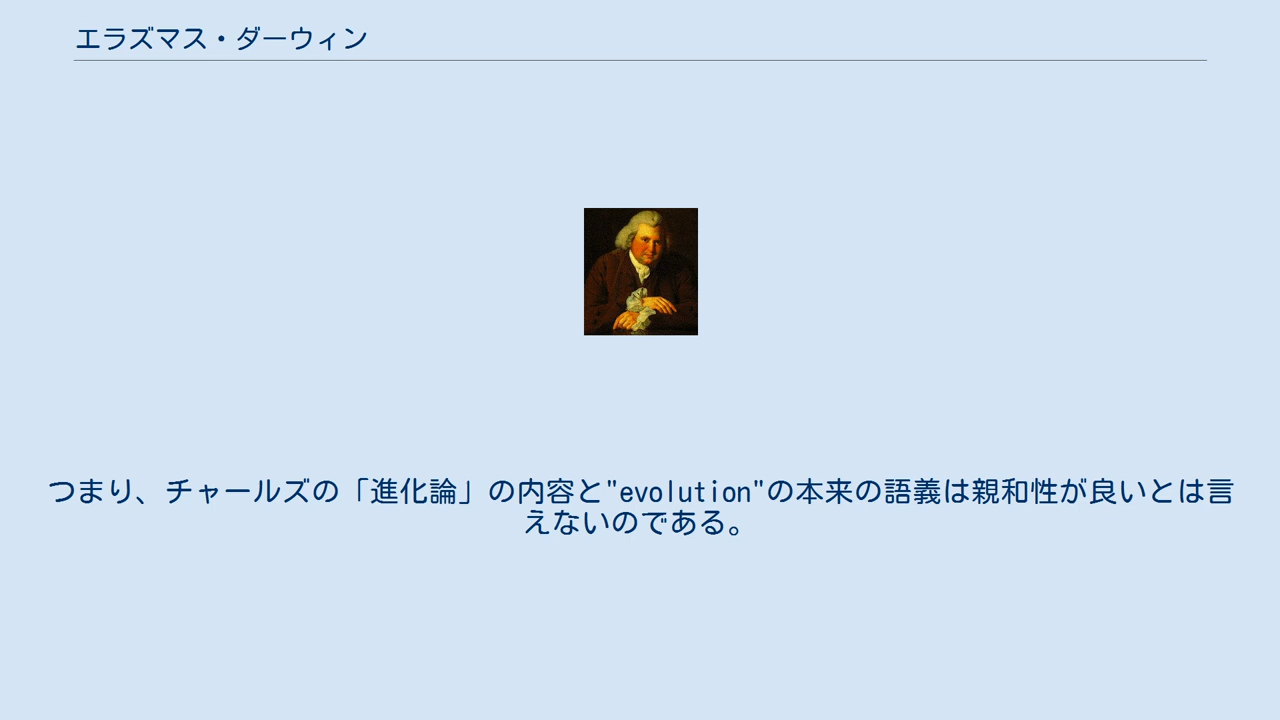 エラズマス・ダーウィン
つまり、チャールズの「進化論」の内容と"evolution"の本来の語義は親和性が良いとは言
えないのである。